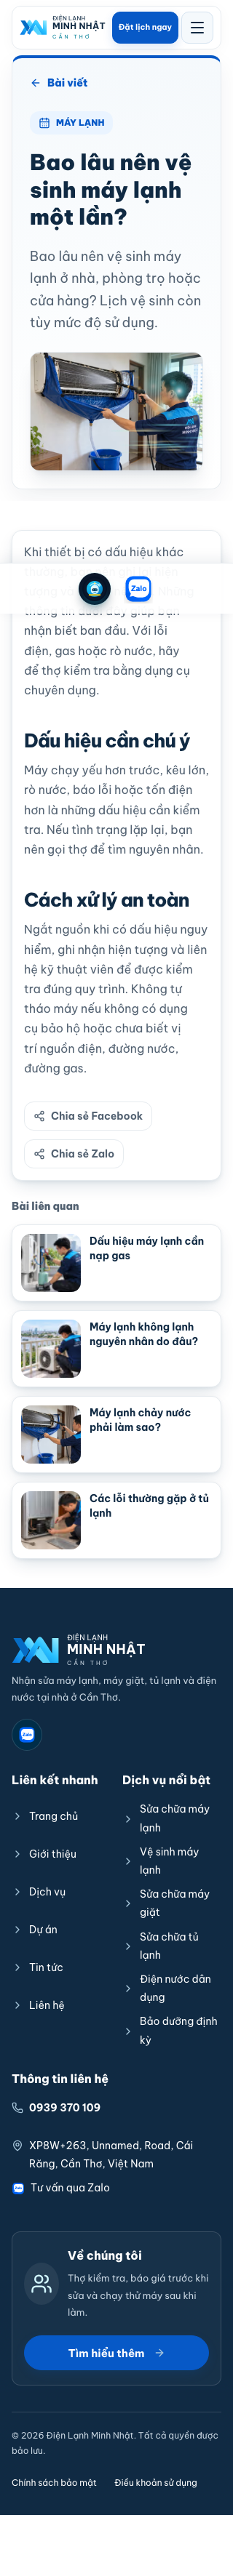 ĐIỆN LẠNH
MINH NHẬT
CẦN THƠ
Đặt lịch ngay
Bài viết
MÁY LẠNH
Bao lâu nên vệ
sinh máy lạnh
một lần?
Bao lâu nên vệ sinh máy
lạnh ở nhà, phòng trọ hoặc
cửa hàng? Lịch vệ sinh còn
tùy mức độ sử dụng.
Khi thiết bị có dấu hiệu khác
Zalo
nhận biết ban đầu. Với lỗi
điện, gas hoặc rò nước, hãy
để thợ kiểm tra bằng dụng cụ
chuyên dụng.
Dấu hiệu cần chú ý
Máy chạy yếu hơn trước, kêu lớn,
rò nước, báo lỗi hoặc tốn điện
hơn là những dấu hiệu cần kiểm
tra. Nếu tình trạng lặp lại, bạn
nên gọi thợ để tìm nguyên nhân.
Cách xử lý an toàn
Ngắt nguồn khi có dấu hiệu nguy
hiểm, ghi nhận hiện tượng và liên
hệ kỹ thuật viên để được kiểm
tra đúng quy trình. Không tự
tháo máy nếu không có dụng
cụ bảo hộ hoặc chưa biết vị
trí nguồn điện, đường nước,
đường gas.
Chia sẻ Facebook
Chia sẻ Zalo
Bài liên quan
Dấu hiệu máy lạnh cần
nạp gas
Máy lạnh không lạnh
nguyên nhân do đâu?
Máy lạnh chảy nước
phải làm sao?
Các lỗi thường gặp ở tủ
lạnh
ĐIỆN LẠNH
MINH NHẬT
CẦN THƠ
Nhận sửa máy lạnh, máy giặt, tủ lạnh và điện
nước tại nhà ở Cần Thơ.
Zalo
Liên kết nhanh
Trang chủ
Giới thiệu
Dịch vụ
Dự án
Tin tức
Liên hệ
Dịch vụ nổi bật
Sửa chữa máy
lạnh
Vệ sinh máy
lạnh
Sửa chữa máy
giặt
Sửa chữa tủ
lạnh
Điện nước dân
dụng
Bảo dưỡng định
kỳ
Thông tin liên hệ
0939 370 109
XP8W+263, Unnamed, Road, Cái
Răng, Cần Thơ, Việt Nam
Tư vấn qua Zalo
Về chúng tôi
Thợ kiểm tra, báo giá trước khi
sửa và chạy thử máy sau khi
làm.
Tìm hiểu thêm
© 2026 Điện Lạnh Minh Nhật. Tất cả quyền được
bảo lưu.
Chính sách bảo mật
Điều khoản sử dụng